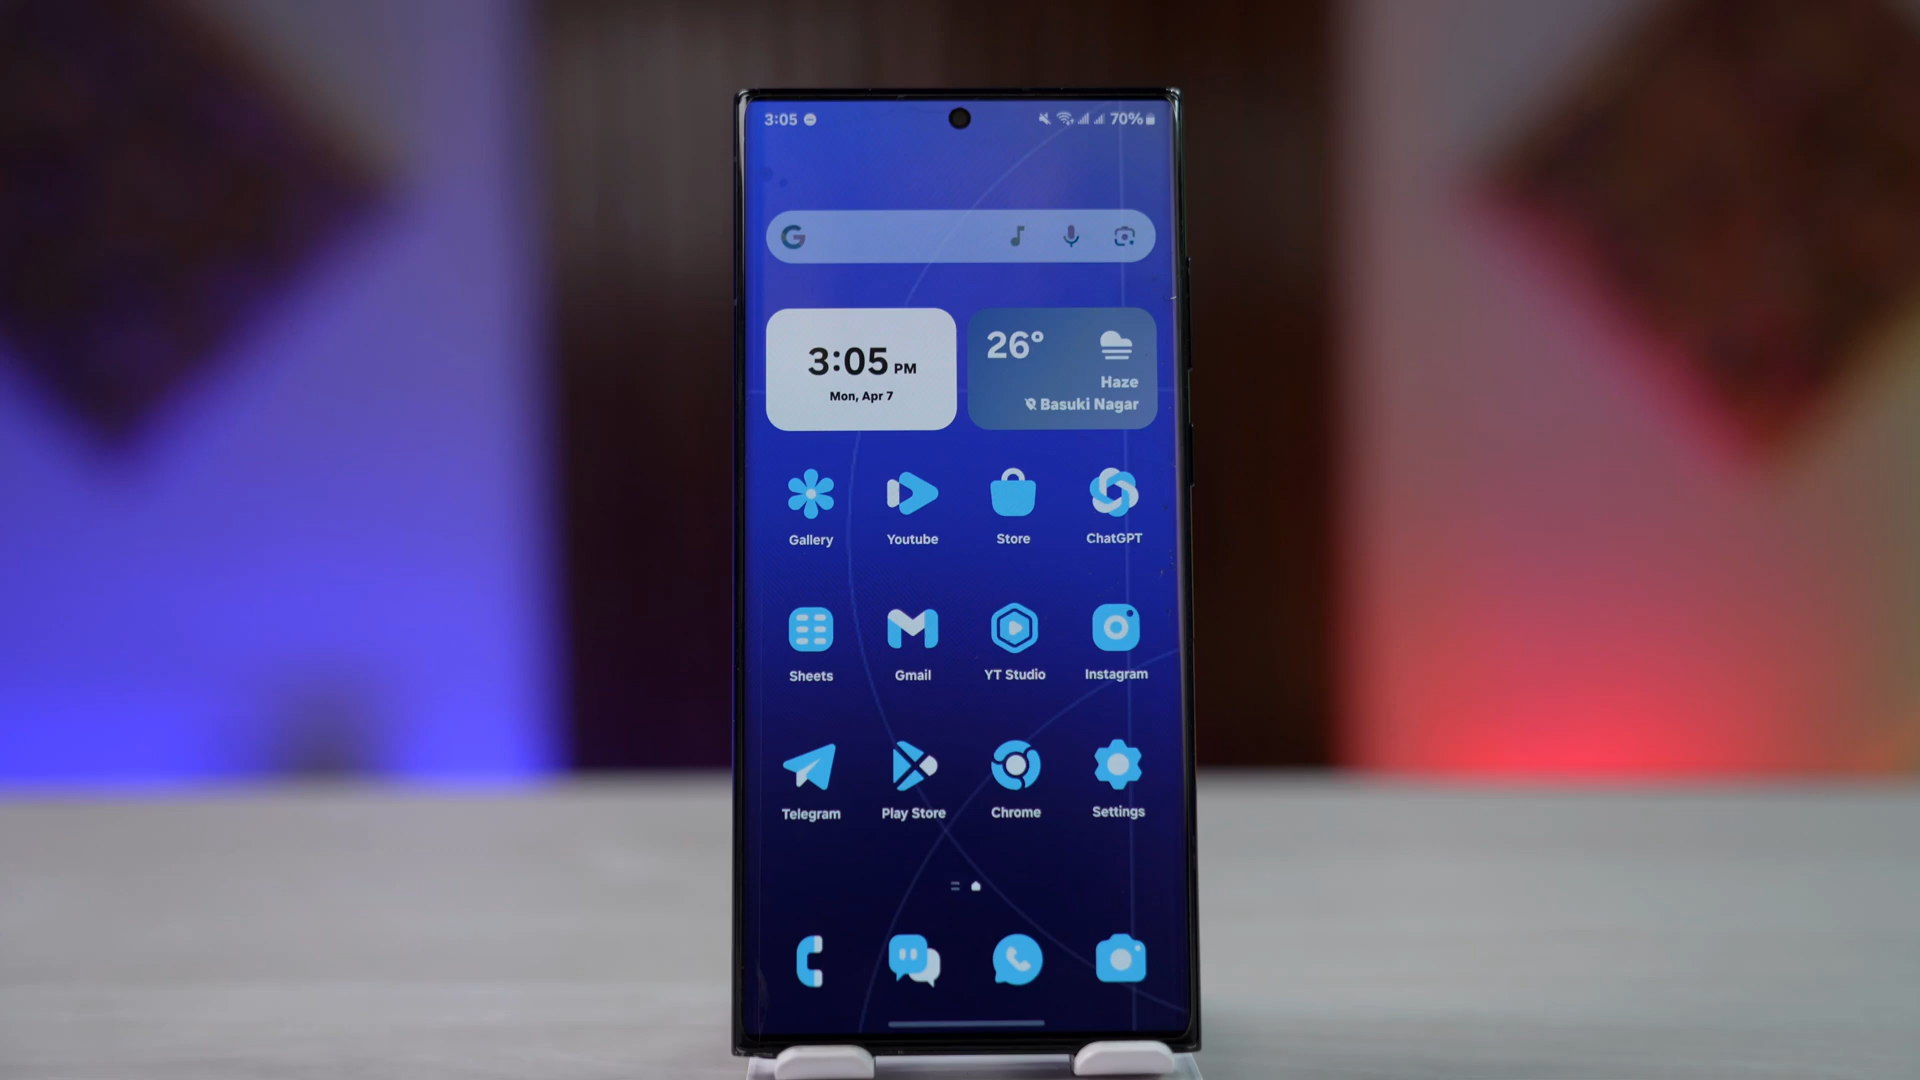 3:05
70%
G
3:05 PM
Mon, Apr 7
26°
Haze
Basuki Nagar
Gallery
Youtube
Store
ChatGPT
Sheets
Gmail
YT Studio
Instagram
Telegram
Play Store
Chrome
Settings